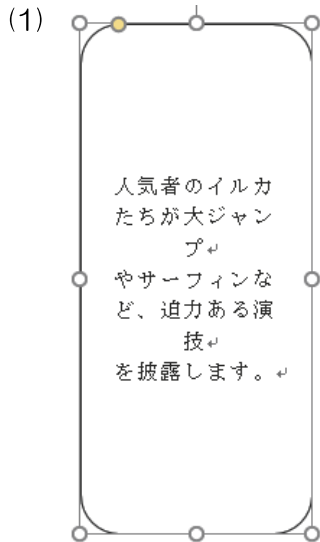 (1)
人気者のイルカ
たちが大ジャン
プ↵
やサーフィンな
ど、迫力ある演
技↵
を披露します。↵